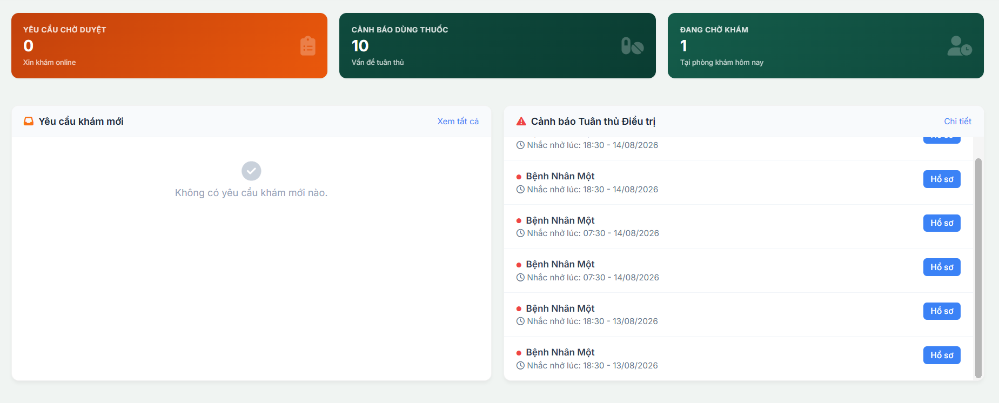 YÊU CẦU CHỜ DUYỆT
0
Xin khám online
CẢNH BÁO DÙNG THUỐC
10
Vấn đề tuân thủ
ĐANG CHỜ KHÁM
1
Tại phòng khám hôm nay
Yêu cầu khám mới
Xem tất cả
Không có yêu cầu khám mới nào.
Cảnh báo Tuân thủ Điều trị
Chi tiết
Nhắc nhở lúc: 18:30 - 14/08/2026
Bệnh Nhân Một
Hồ sơ
Nhắc nhở lúc: 18:30 - 14/08/2026
Bệnh Nhân Một
Hồ sơ
Nhắc nhở lúc: 07:30 - 14/08/2026
Bệnh Nhân Một
Hồ sơ
Nhắc nhở lúc: 07:30 - 14/08/2026
Bệnh Nhân Một
Hồ sơ
Nhắc nhở lúc: 18:30 - 13/08/2026
Bệnh Nhân Một
Hồ sơ
Nhắc nhở lúc: 18:30 - 13/08/2026